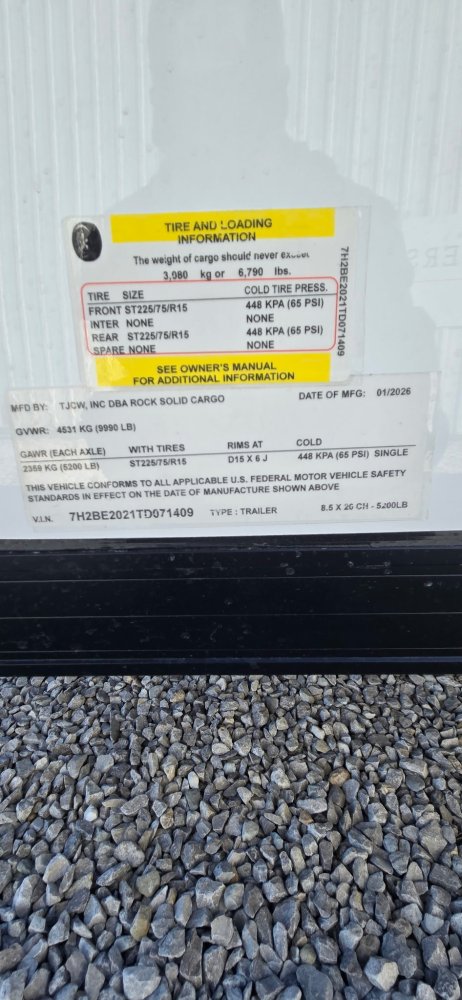 TIRE AND LOADING
INFORMATION
The weight of cargo should never exceed
3,980 kg or 6,790 lbs.
TIRE SIZE COLD TIRE PRESS.
FRONT ST225/75/R15 448 KPA (65 PSI)
INTER NONE NONE
REAR ST225/75/R15 448 KPA (65 PSI)
SPARE NONE NONE
SEE OWNER'S MANUAL
FOR ADDITIONAL INFORMATION
7H2BE2021TD071409
MFD BY: TJCW, INC DBA ROCK SOLID CARGO DATE OF MFG: 01/2026
GVWR: 4531 KG (9990 LB)
GAWR (EACH AXLE) WITH TIRES RIMS AT COLD
2359 KG (5200 LB) ST225/75/R15 D15 X 6 J 448 KPA (65 PSI) SINGLE
THIS VEHICLE CONFORMS TO ALL APPLICABLE U.S. FEDERAL MOTOR VEHICLE SAFETY
STANDARDS IN EFFECT ON THE DATE OF MANUFACTURE SHOWN ABOVE
V.I.N. 7H2BE2021TD071409 TYPE : TRAILER 8.5 X 20 CH - 5200LB